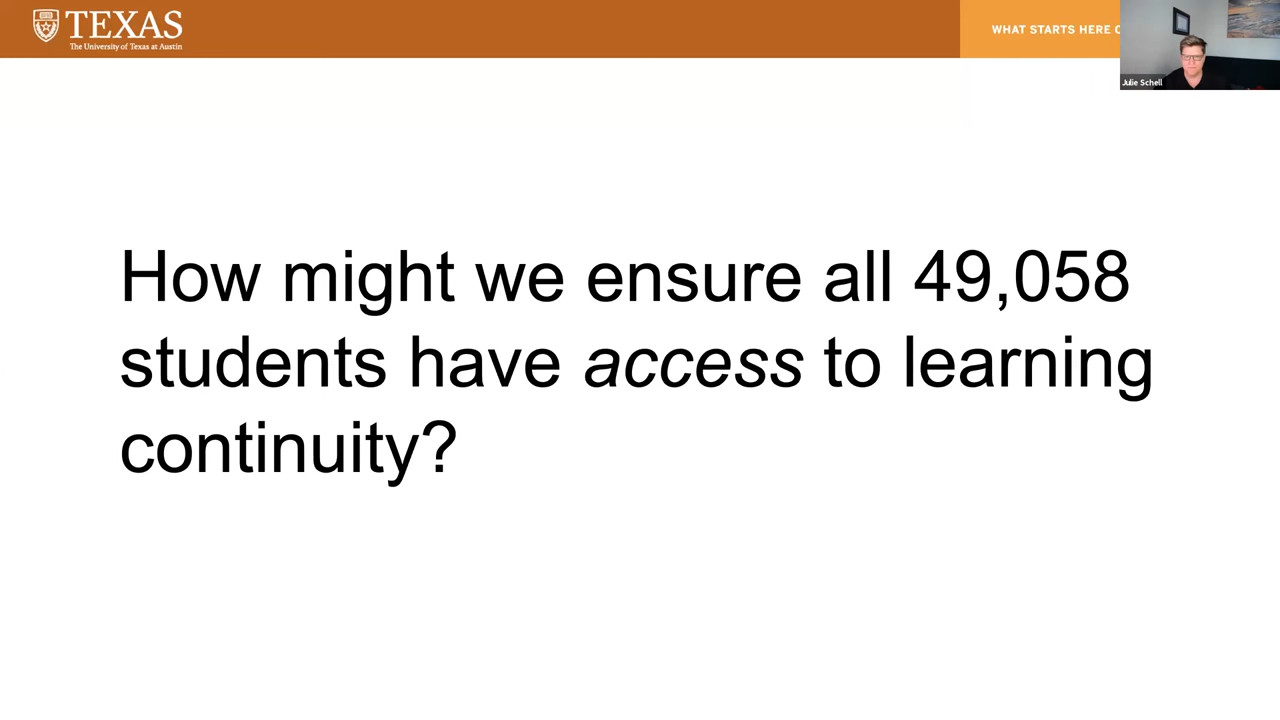 TEXAS
The University of Texas at Austin
WHAT STARTS HERE
Julie Schell
How might we ensure all 49,058
students have access to learning
continuity?